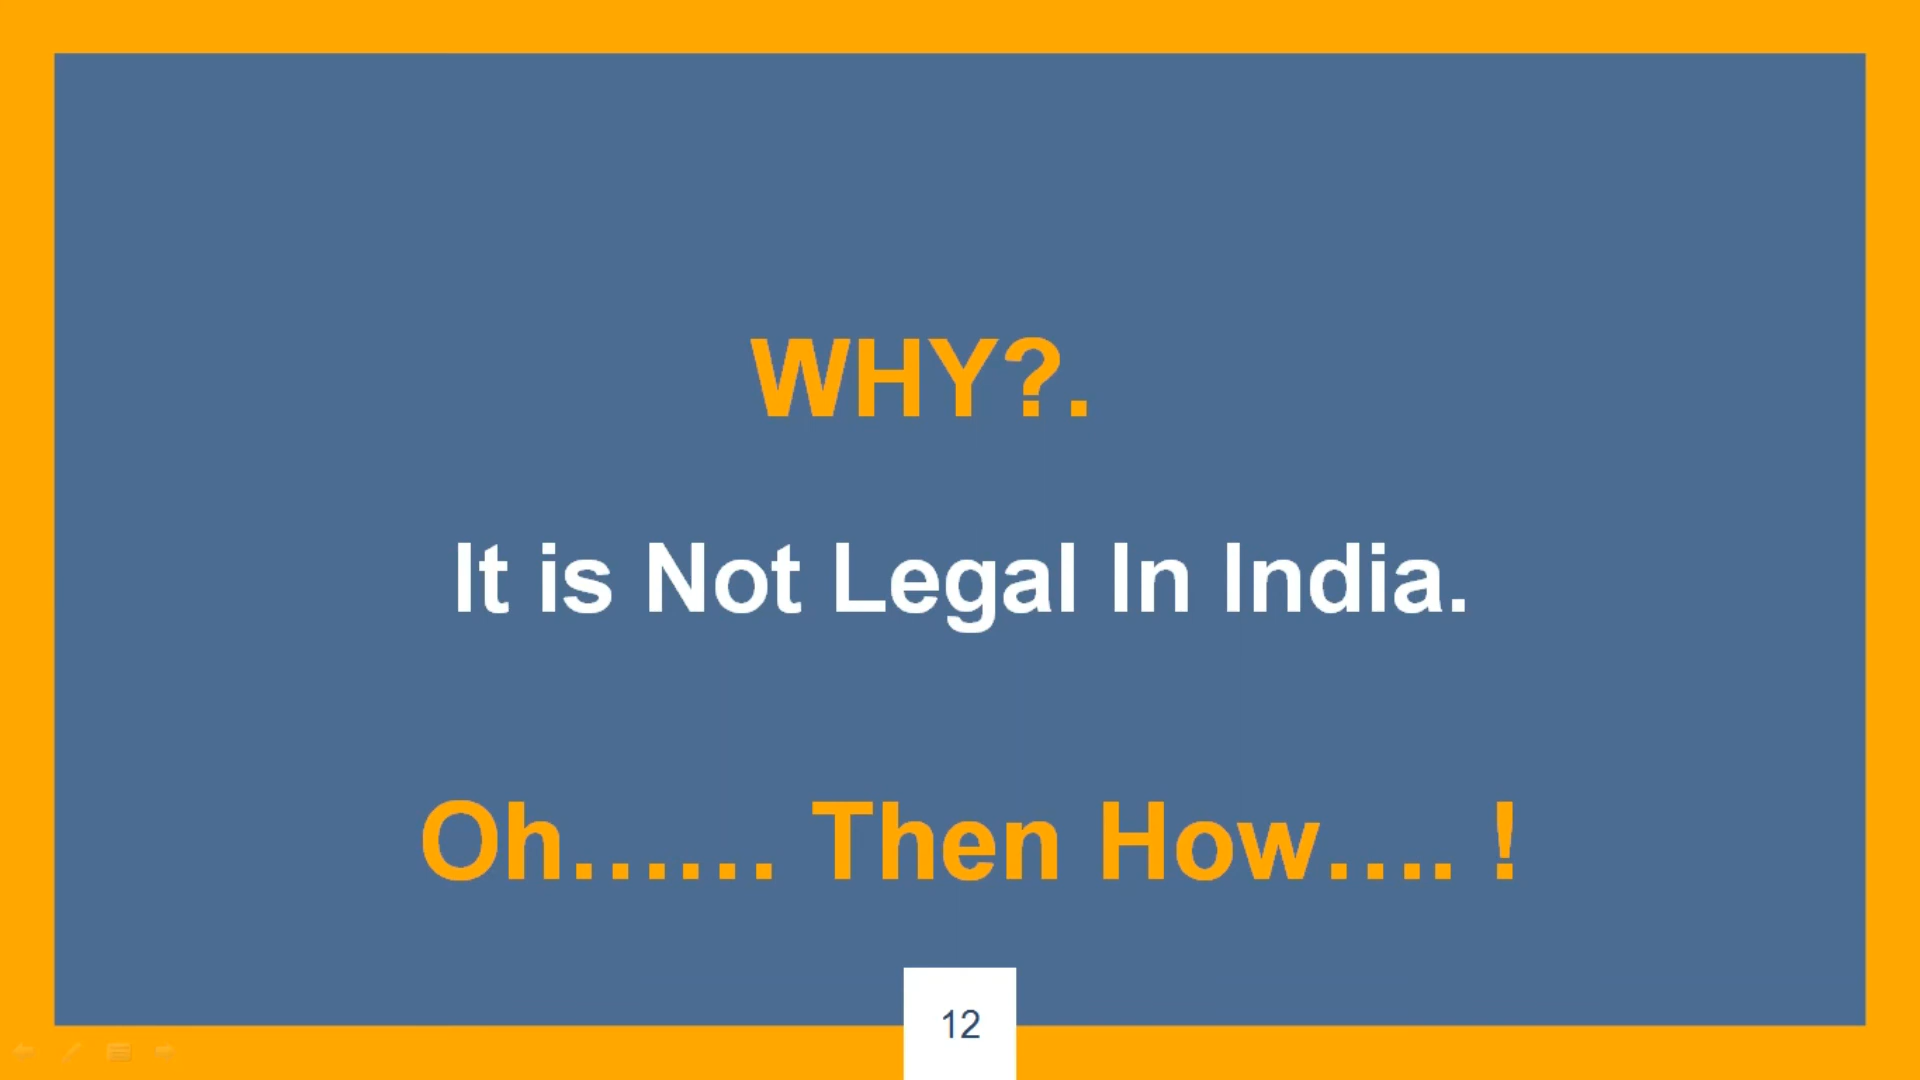 WHY?.
It is Not Legal In India.
Oh...... Then How.... !
12